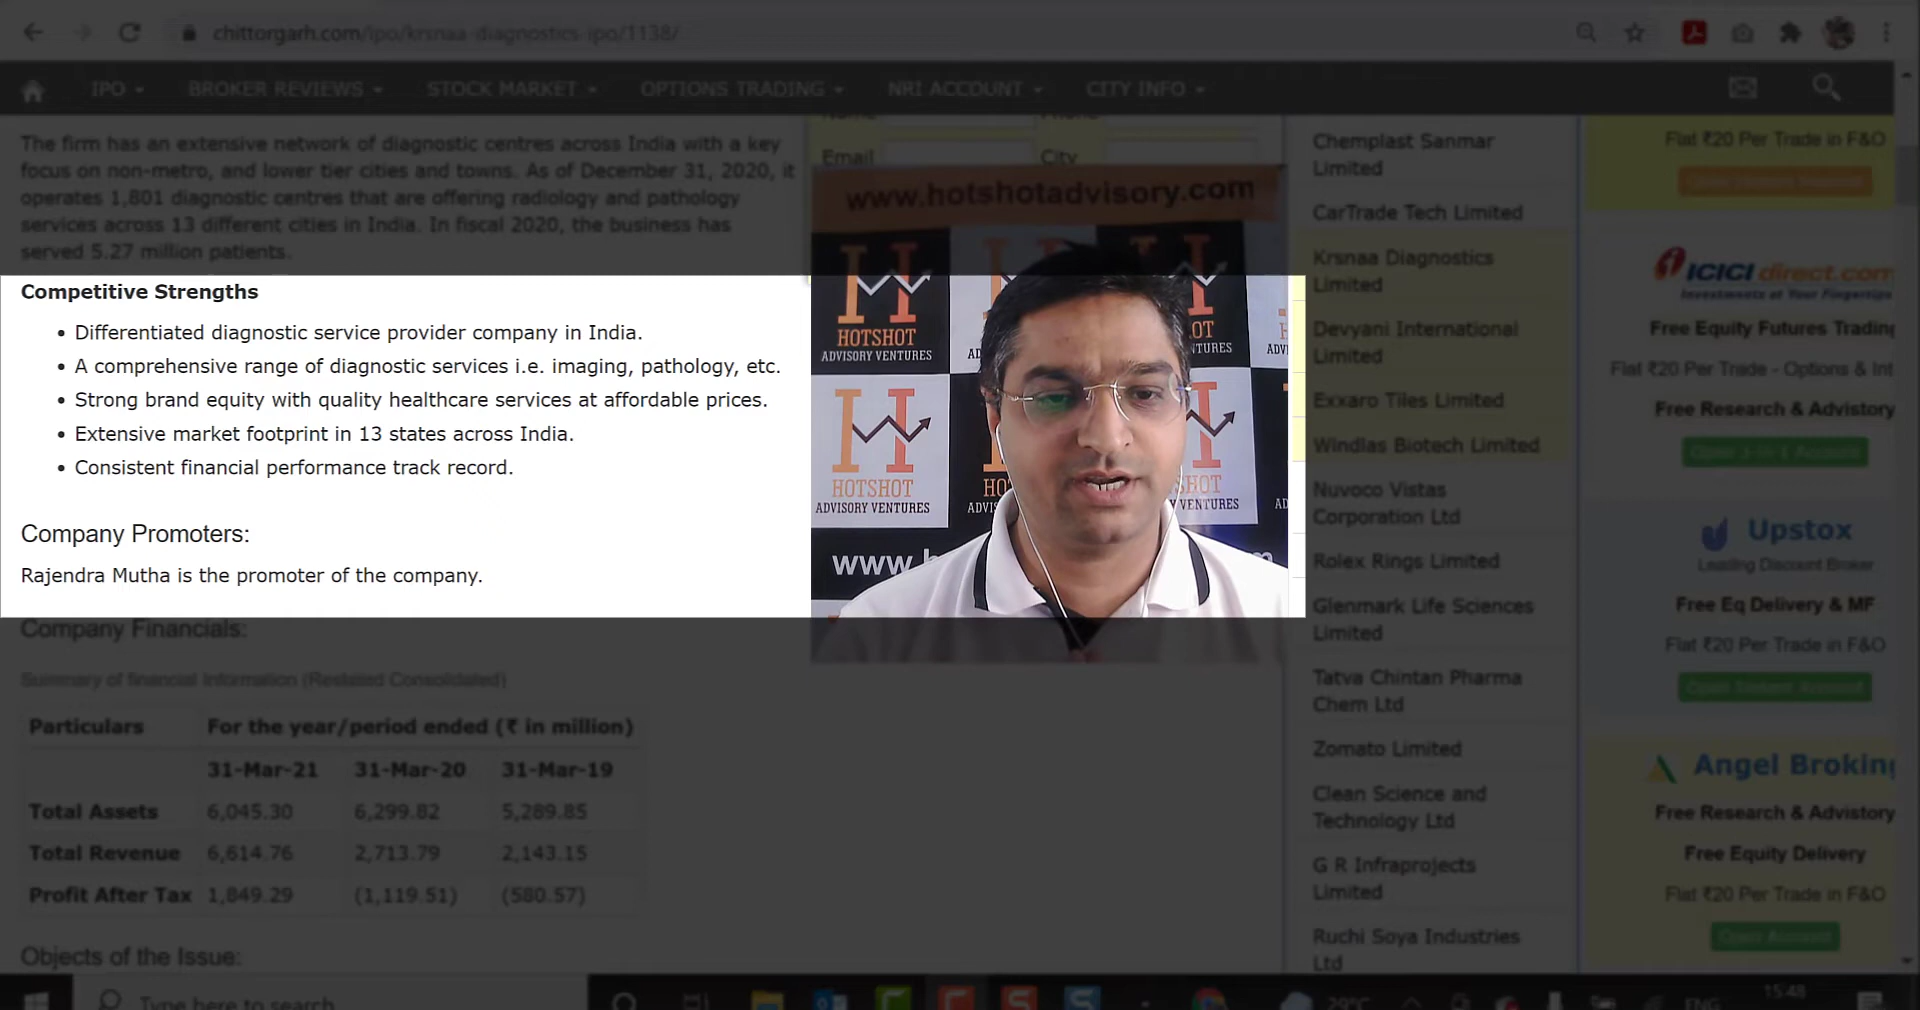 chittorgarh.com/ipo/krsnaa-diagnostics-ipo/1138/
IPO
BROKER REVIEWS
STOCK MARKET
OPTIONS TRADING
NRI ACCOUNT
CITY INFO
The firm has an extensive network of diagnostic centres across India with a key
focus on non-metro, and lower tier cities and towns. As of December 31, 2020, it
operates 1,801 diagnostic centres that are offering radiology and pathology
services across 13 different cities in India. In fiscal 2020, the business has
served 5.27 million patients.
Competitive Strengths
• Differentiated diagnostic service provider company in India.
• A comprehensive range of diagnostic services i.e. imaging, pathology, etc.
• Strong brand equity with quality healthcare services at affordable prices.
• Extensive market footprint in 13 states across India.
• Consistent financial performance track record.
Company Promoters:
Rajendra Mutha is the promoter of the company.
Company Financials:
Summary of financial Information (Restated Consolidated)
Particulars For the year/period ended (₹ in million)
31-Mar-21 31-Mar-20 31-Mar-19
Total Assets 6,045.30 6,299.82 5,289.85
Total Revenue 6,614.76 2,713.79 2,143.15
Profit After Tax 1,849.29 (1,119.51) (580.57)
Objects of the Issue:
Email
City
www.hotshotadvisory.com
HOTSHOT
ADVISORY VENTURES
HOTSHOT
ADVISORY VENTURES
www.h
Chemplast Sanmar
Limited
CarTrade Tech Limited
Krsnaa Diagnostics
Limited
Devyani International
Limited
Exxaro Tiles Limited
Windlas Biotech Limited
Nuvoco Vistas
Corporation Ltd
Rolex Rings Limited
Glenmark Life Sciences
Limited
Tatva Chintan Pharma
Chem Ltd
Zomato Limited
Clean Science and
Technology Ltd
G R Infraprojects
Limited
Ruchi Soya Industries
Ltd
Flat ₹20 Per Trade in F&O
ICICI direct.com
Investments at Your Fingertips
Free Equity Futures Trading
Flat ₹20 Per Trade - Options & Int
Free Research & Advistory
Open 3-in-1 Account
Upstox
Leading Discount Broker
Free Eq Delivery & MF
Flat ₹20 Per Trade in F&O
Open Instant Account
Angel Broking
Free Research & Advistory
Free Equity Delivery
Flat ₹20 Per Trade in F&O
Open Account
Type here to search
29°C
ENG
15:48